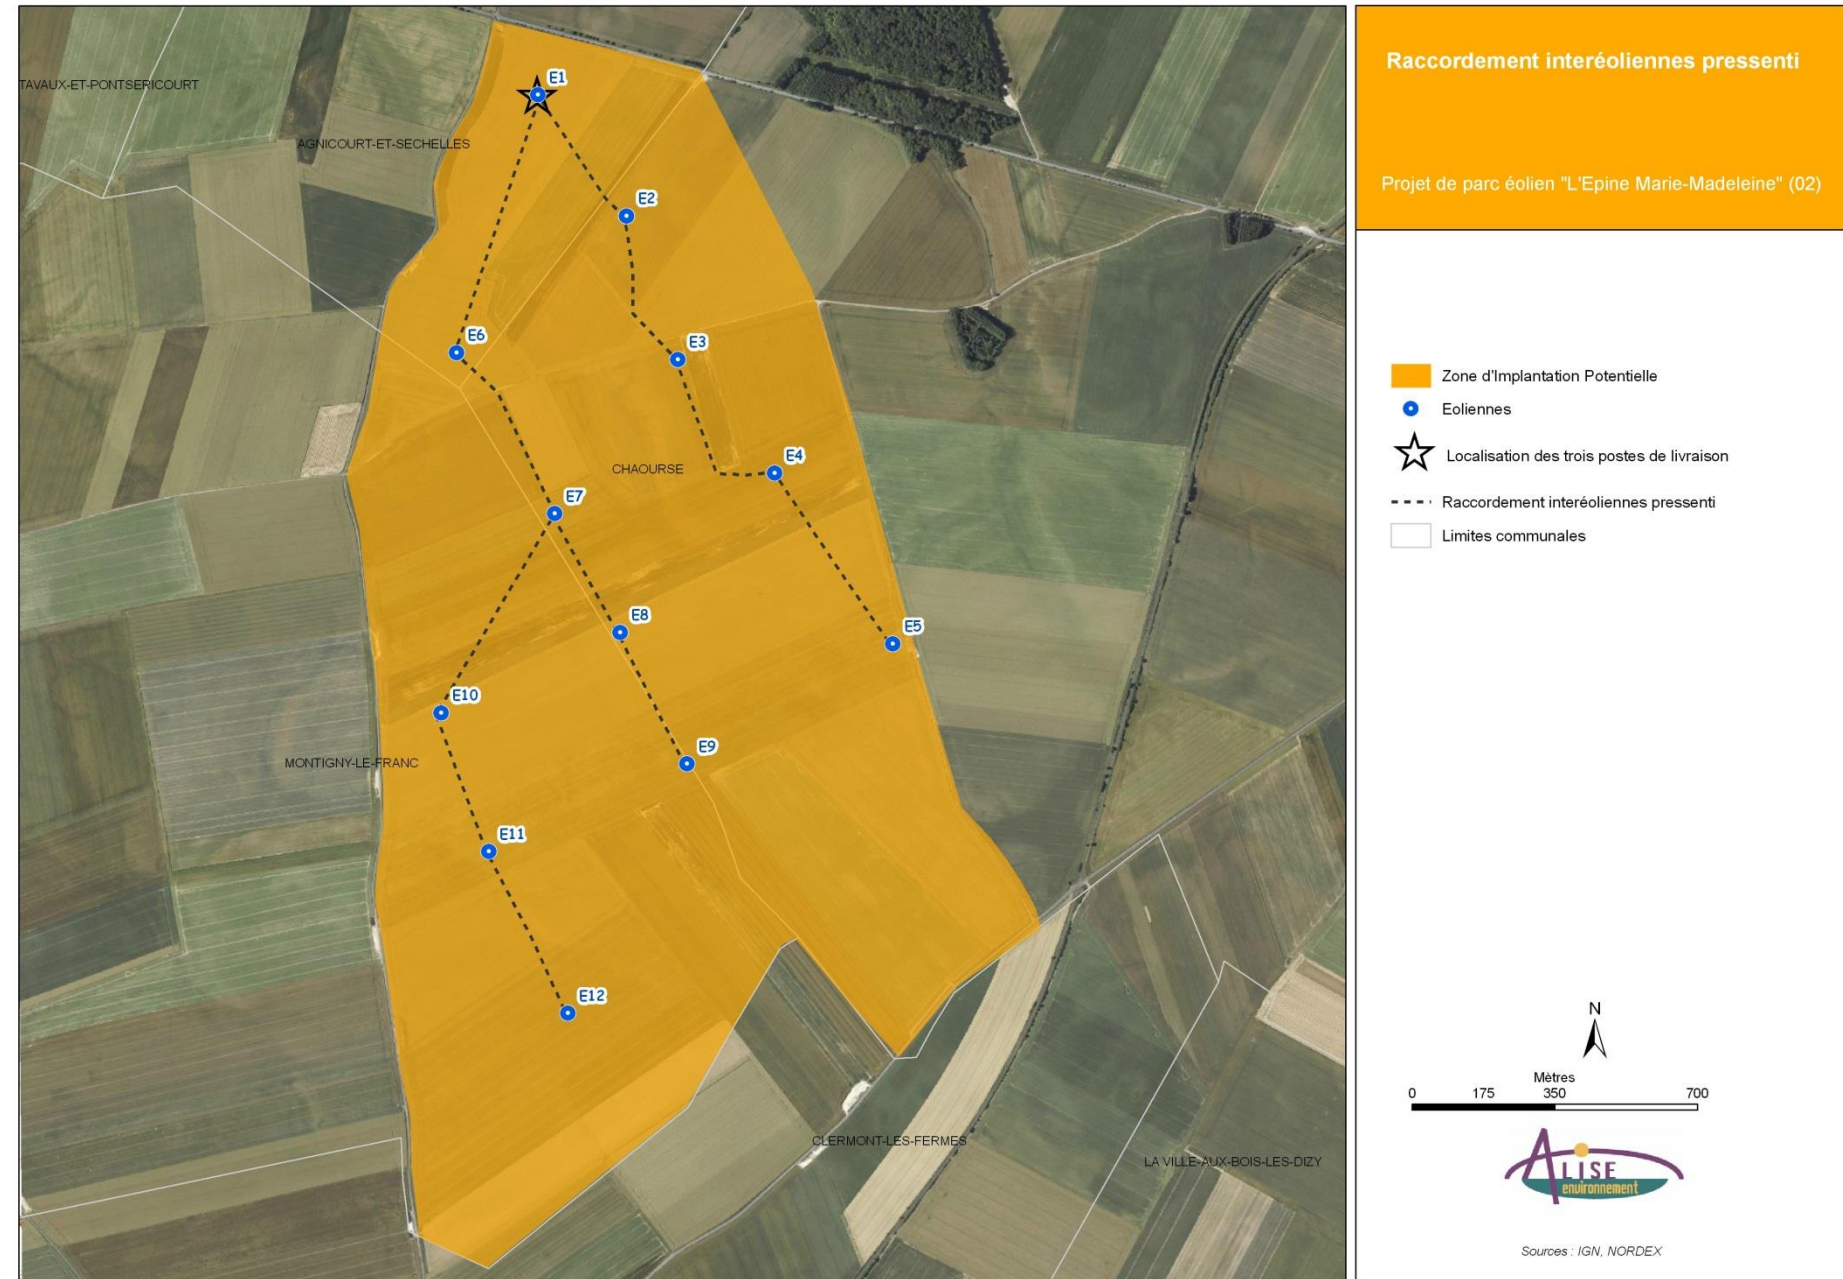 Raccordement interéoliennes pressenti
Projet de parc éolien "L'Epine Marie-Madeleine" (02)
TAVAUX-ET-PONTSERICOURT
AGNICOURT-ET-SECHELLES
E1
E2
E3
E6
CHAOURSE
E4
E7
E8
E5
E10
E9
MONTIGNY-LE-FRANC
E11
E12
CLERMONT-LES-FERMES
LA VILLE-AUX-BOIS-LES-DIZY
Zone d'Implantation Potentielle
Eoliennes
Localisation des trois postes de livraison
Raccordement interéoliennes pressenti
Limites communales
N
Mètres
0 175 350 700
ALISE
environnement
Sources : IGN, NORDEX